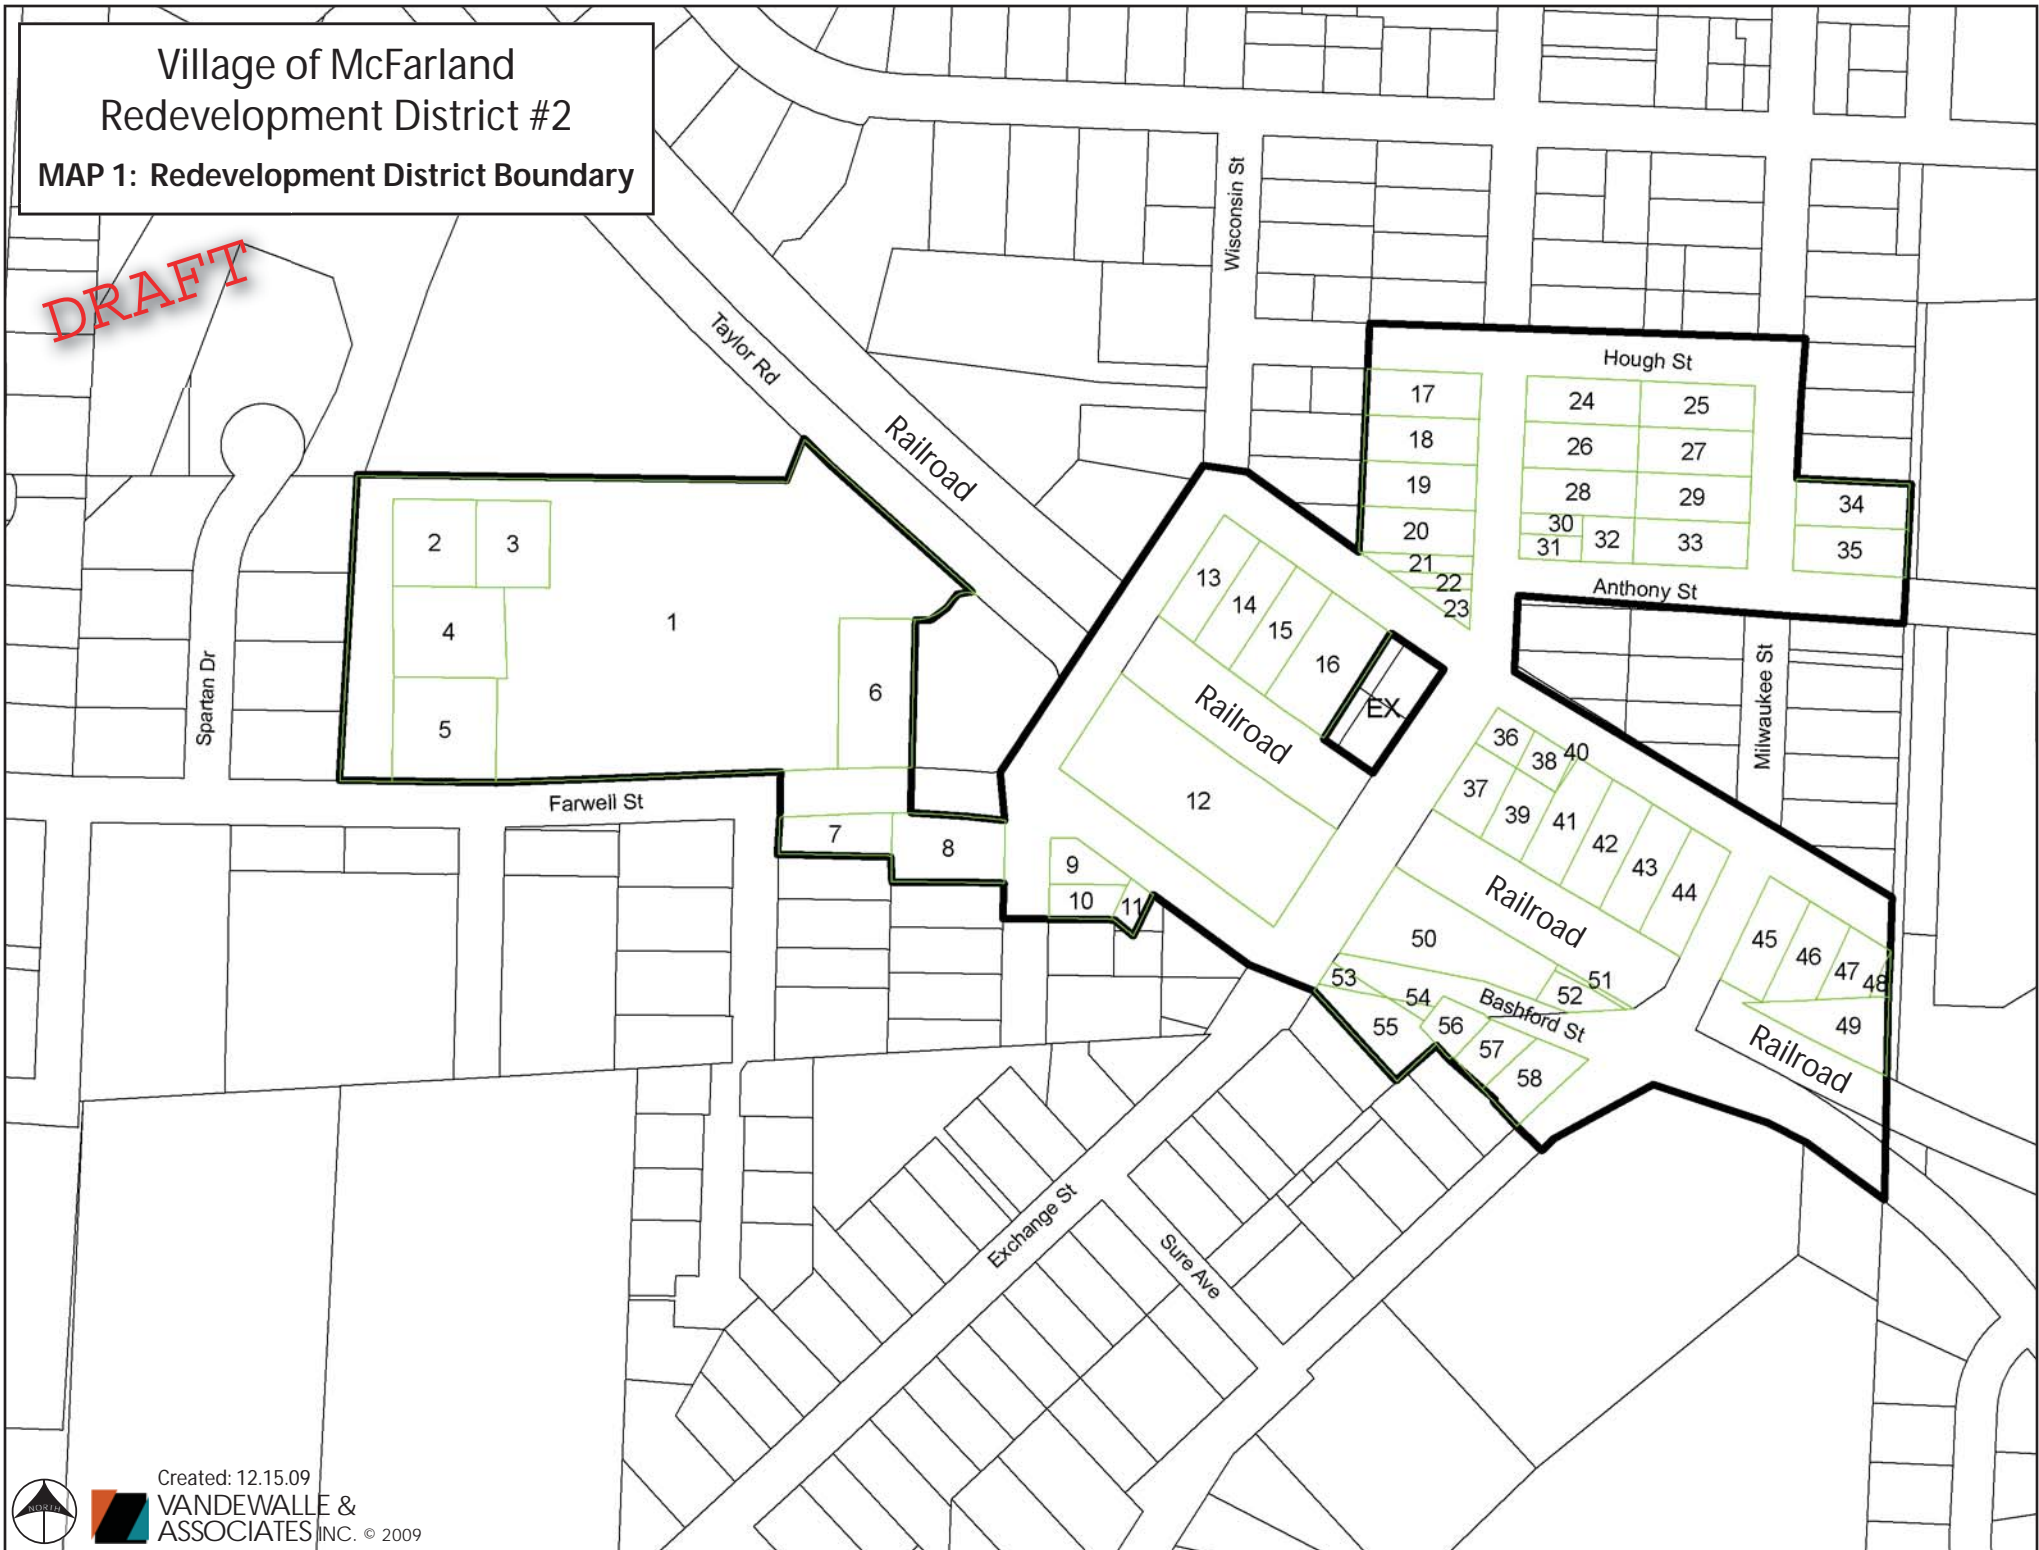 Village of McFarland
Redevelopment District #2
MAP 1: Redevelopment District Boundary
DRAFT
Wisconsin St
Taylor Rd
Railroad
Hough St
17
24
25
18
26
27
19
28
29
34
20
30
31
32
33
35
21
22
23
Anthony St
2
3
4
1
5
6
Spartan Dr
Farwell St
7
8
9
10
11
13
14
15
16
EX
Railroad
12
Milwaukee St
36
38
40
37
39
41
42
43
44
Railroad
45
46
47
48
49
Railroad
50
51
52
53
54
Bashford St
55
56
57
58
Exchange St
Sure Ave
NORTH
Created: 12.15.09
VANDEWALLE &
ASSOCIATES INC. © 2009